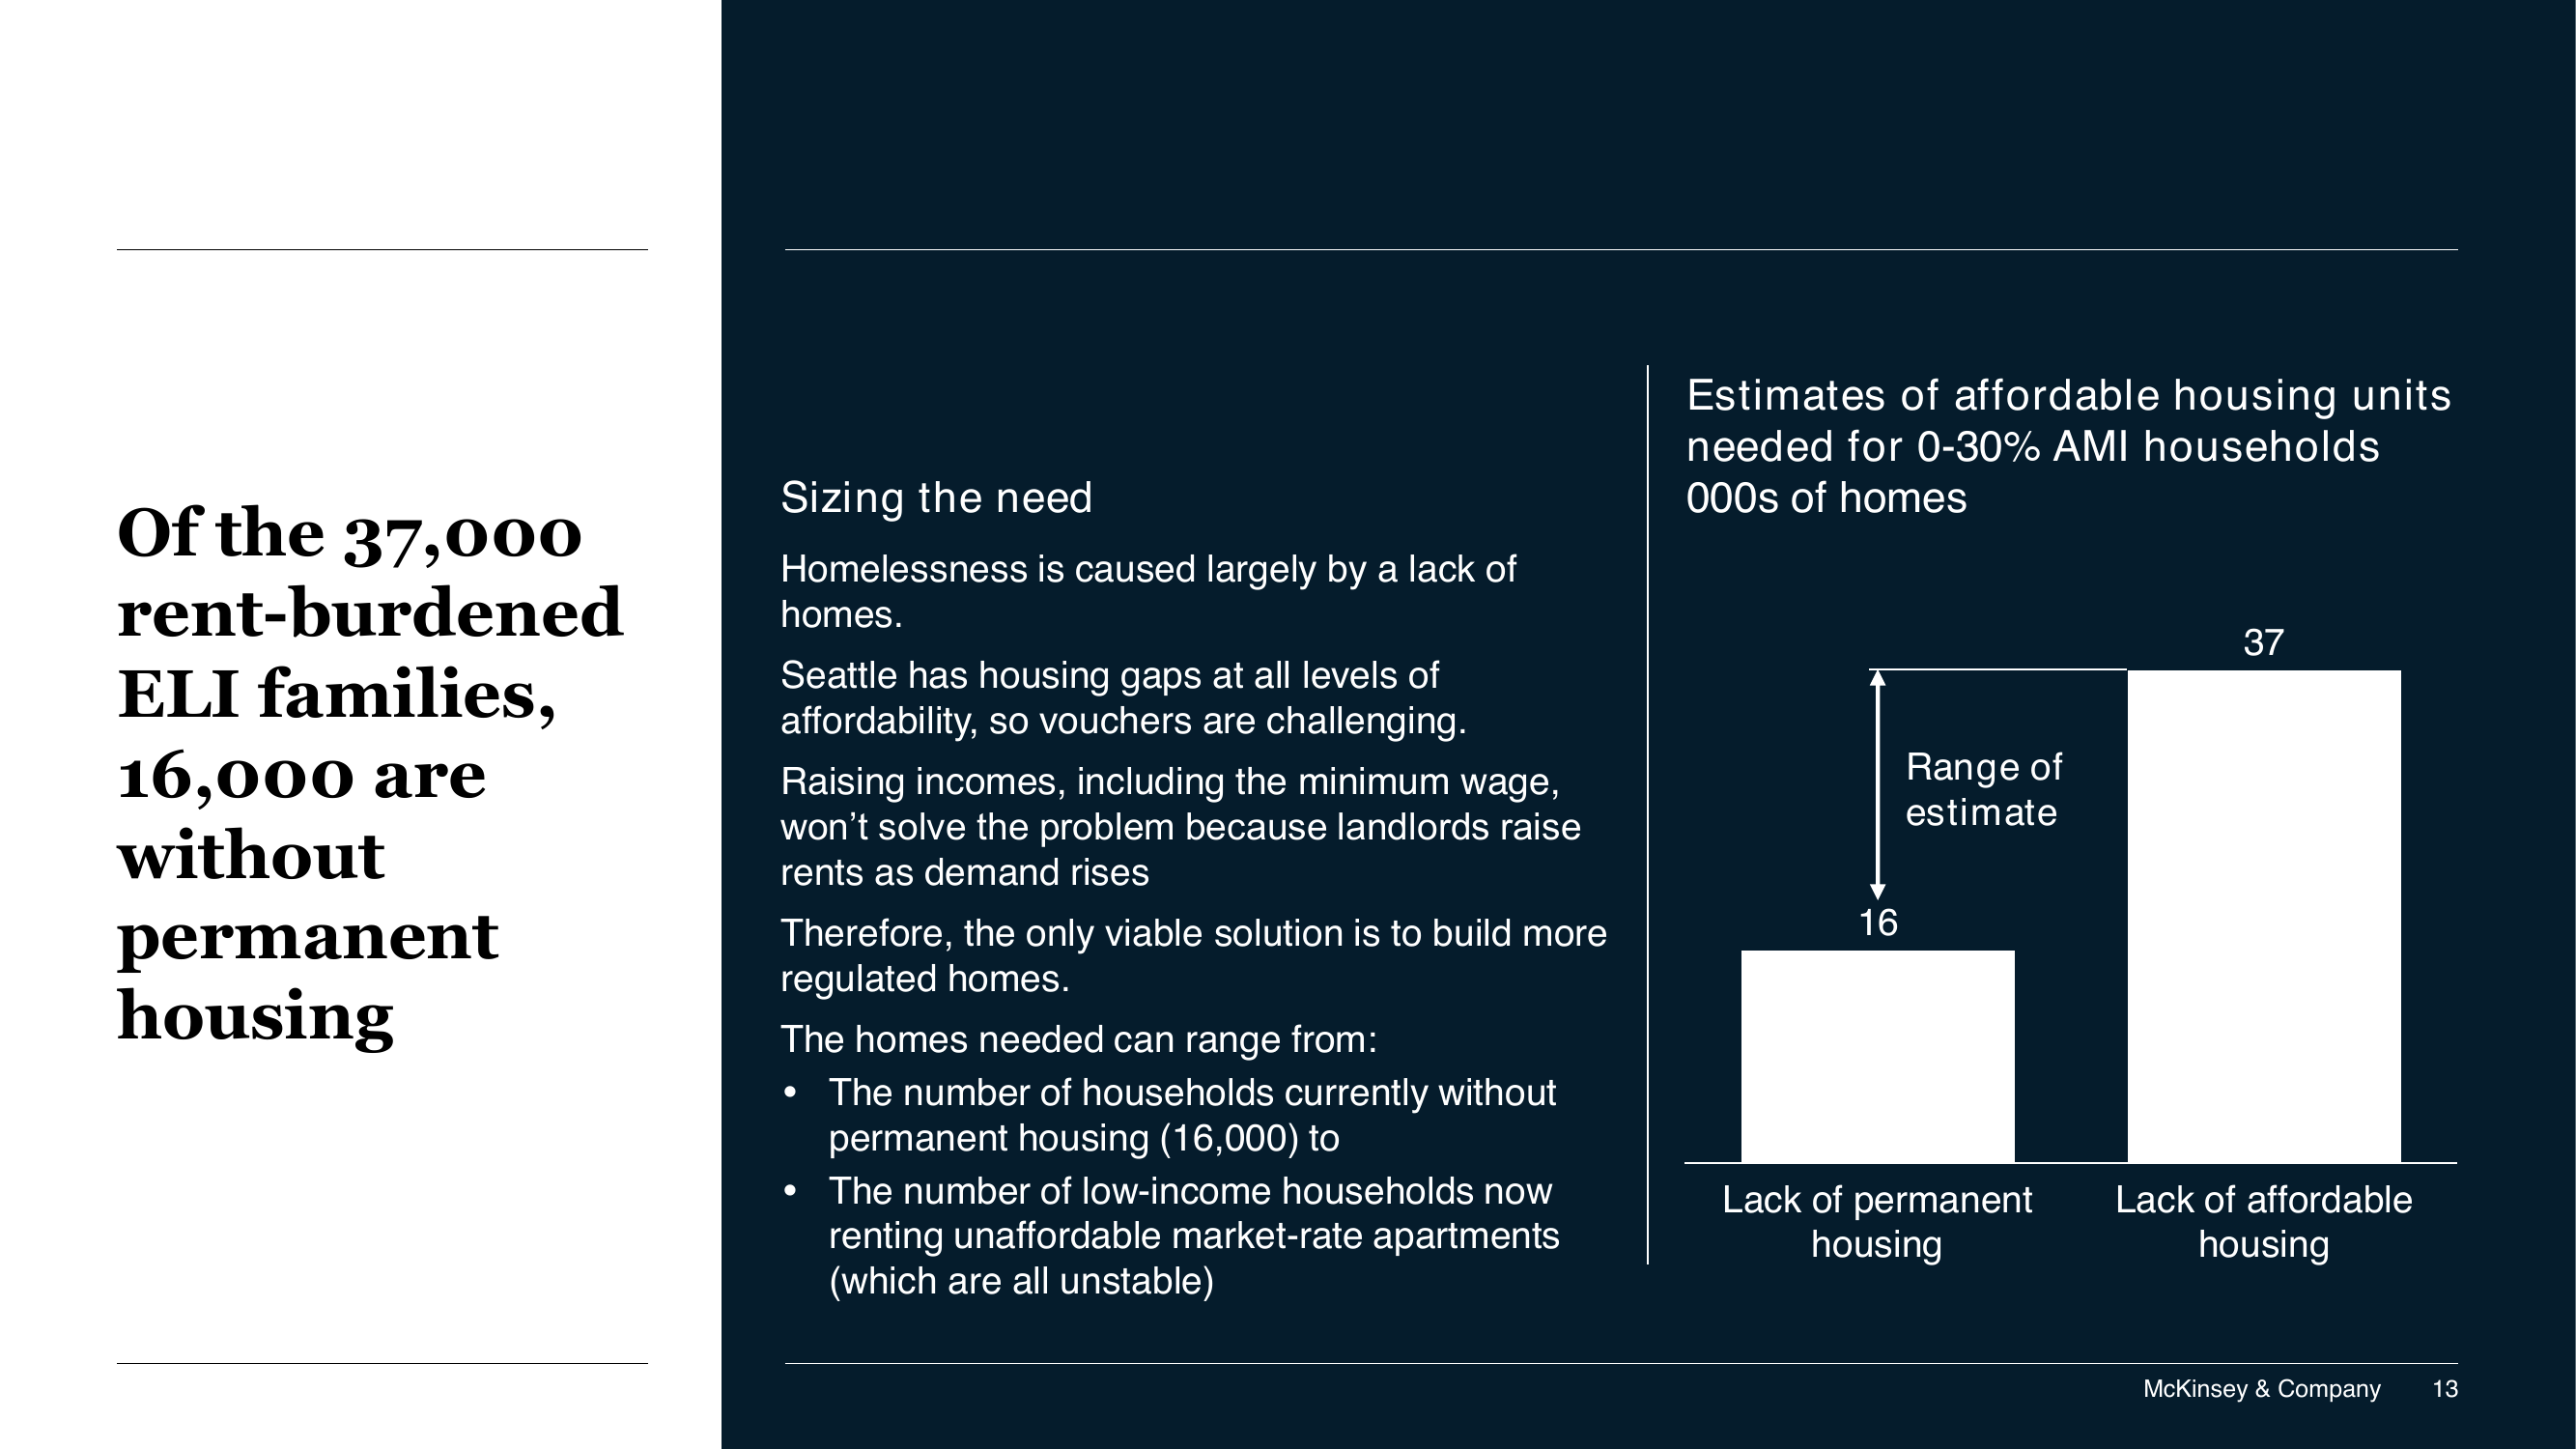 Of the 37,000
rent-burdened
ELI families,
16,000 are
without
permanent
housing
Sizing the need
Homelessness is caused largely by a lack of
homes.
Seattle has housing gaps at all levels of
affordability, so vouchers are challenging.
Raising incomes, including the minimum wage,
won’t solve the problem because landlords raise
rents as demand rises
Therefore, the only viable solution is to build more
regulated homes.
The homes needed can range from:
• The number of households currently without
permanent housing (16,000) to
• The number of low-income households now
renting unaffordable market-rate apartments
(which are all unstable)
Estimates of affordable housing units
needed for 0-30% AMI households
000s of homes
37
Range of
estimate
16
Lack of permanent
housing
Lack of affordable
housing
McKinsey & Company 13